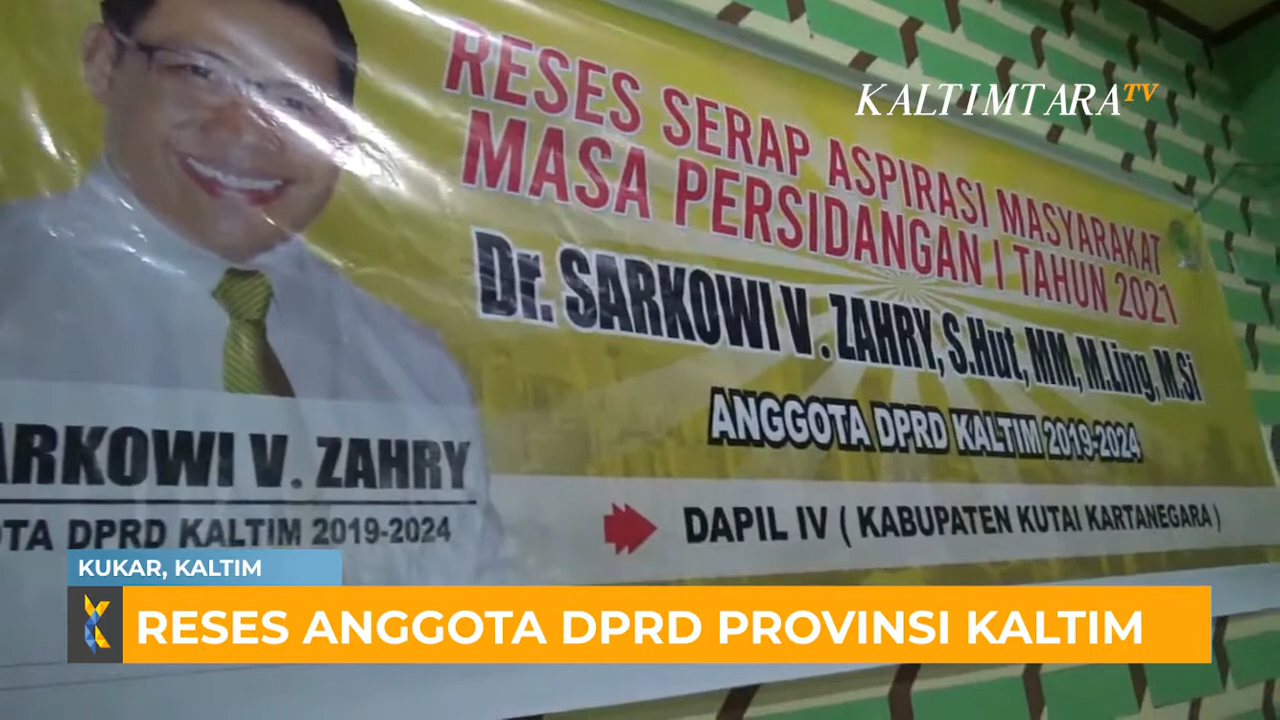 KALTIMTARA TV
RESES SERAP ASPIRASI MASYARAKAT
MASA PERSIDANGAN I TAHUN 2021
Dr. SARKOWI V . ZAHRY, S.Hut, MM, M.Ling, M.Si
ANGGOTA DPRD KALTIM 2019-2024
ARKOWI V. ZAHRY
OTA DPRD KALTIM 2019-2024
DAPIL IV ( KABUPATEN KUTAI KARTANEGARA )
KUKAR, KALTIM
RESES ANGGOTA DPRD PROVINSI KALTIM